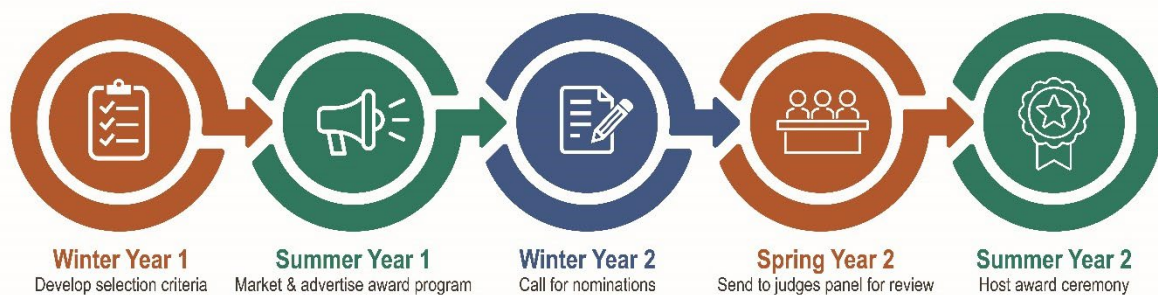 Winter Year 1
Develop selection criteria
Summer Year 1
Market & advertise award program
Winter Year 2
Call for nominations
Spring Year 2
Send to judges panel for review
Summer Year 2
Host award ceremony